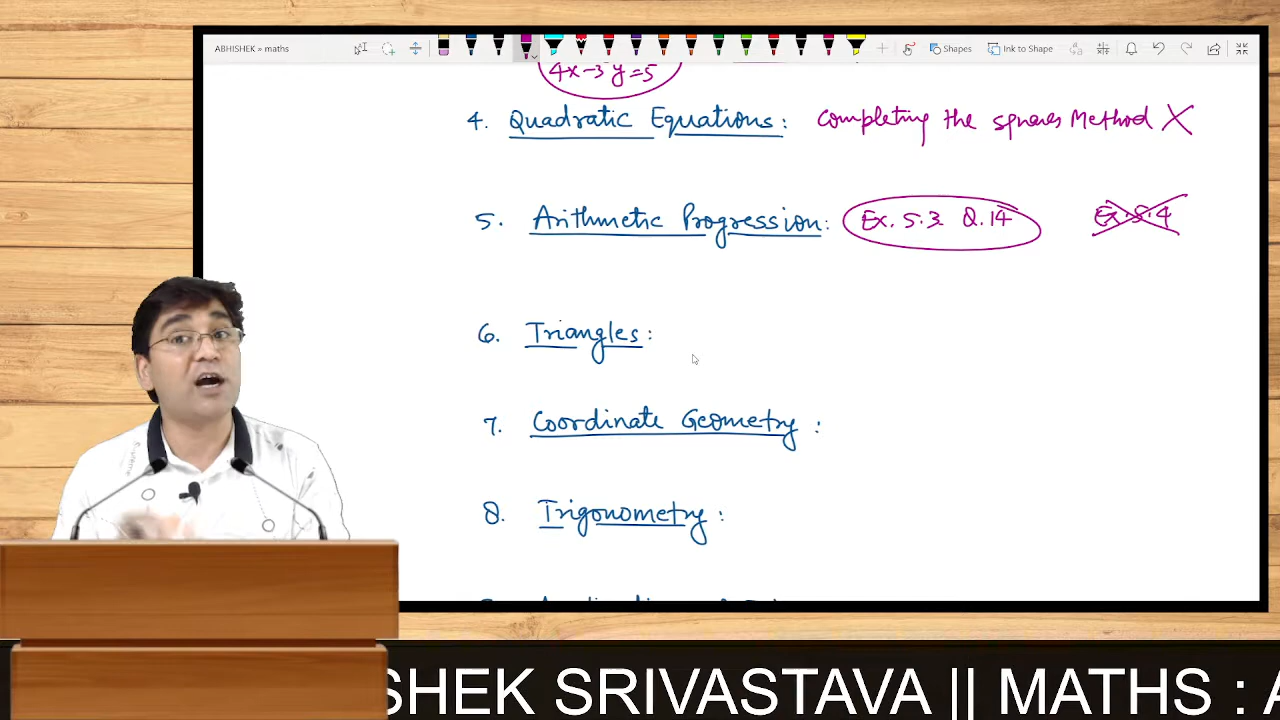 ABHISHEK » maths
Shapes
Ink to Shape
4x-3y=5
4. Quadratic Equations: Completing the squares Method X
5. Arithmetic Progression: Ex. 5.3 Q.14 Ex. 5.4
6. Triangles:
7. Coordinate Geometry:
8. Trigonometry:
SHEK SRIVASTAVA || MATHS :